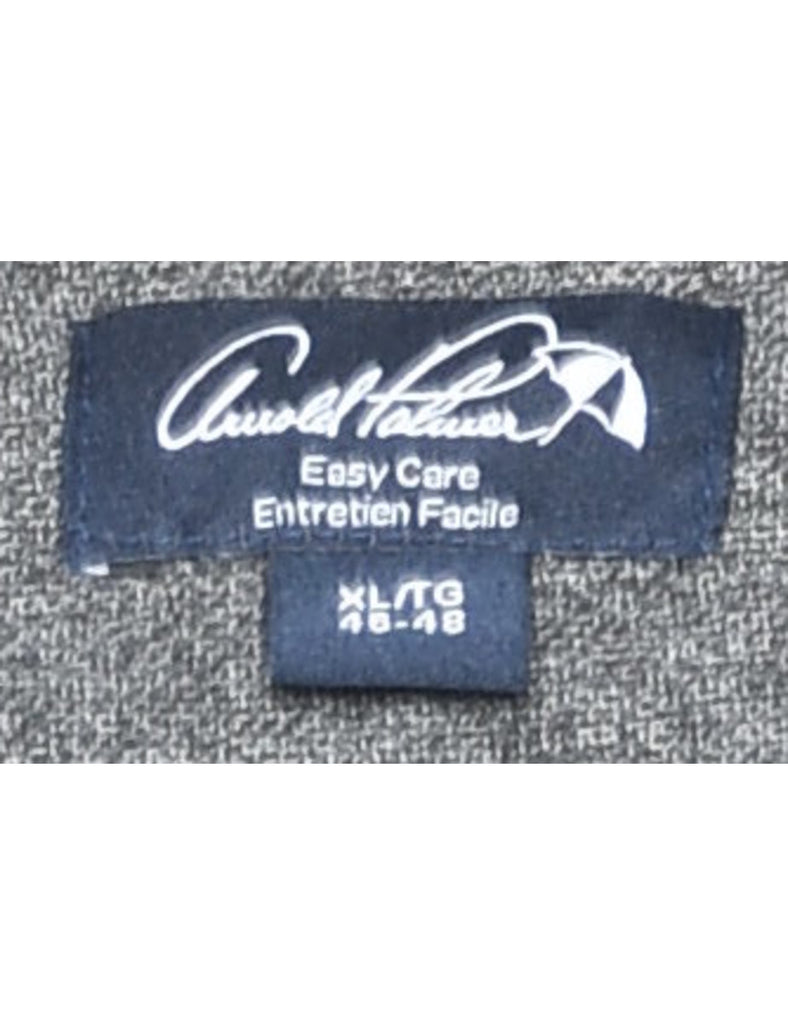 Arnold Palmer
Easy Care
Entretien Facile
XL/TG
46-48